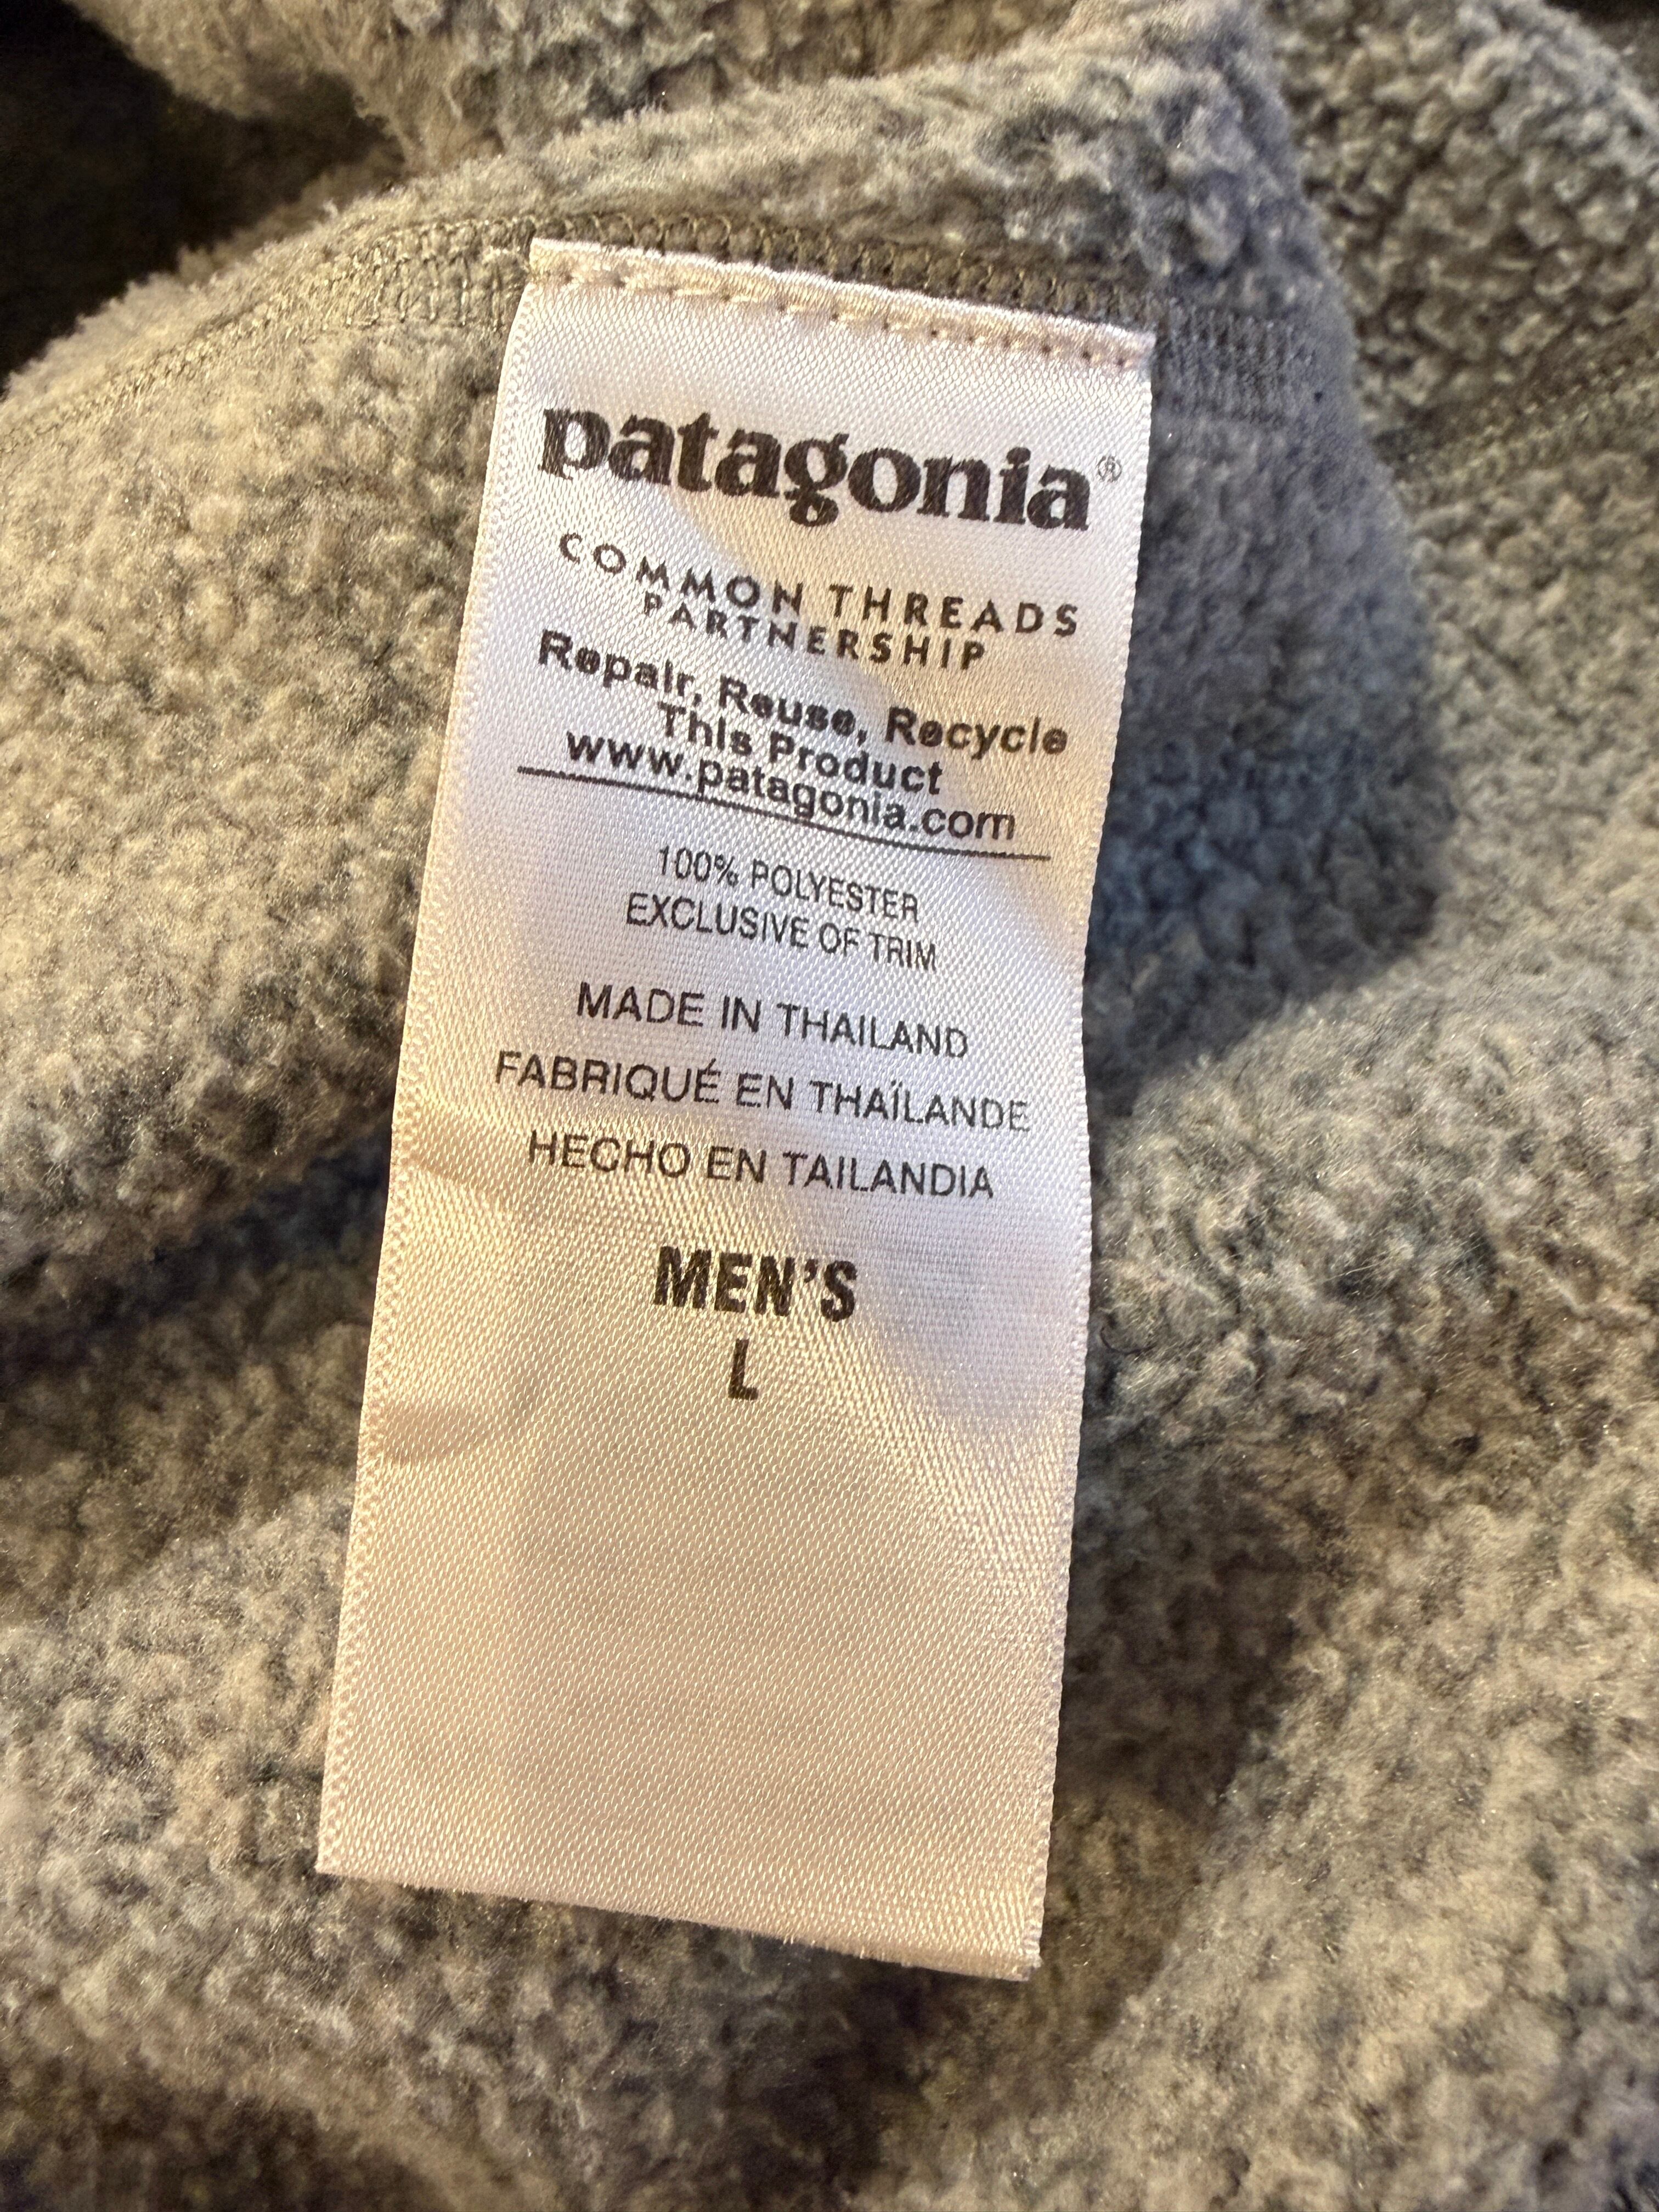 patagonia®
COMMON THREADS
PARTNERSHIP
Repair, Reuse, Recycle
This Product
www.patagonia.com
100% POLYESTER
EXCLUSIVE OF TRIM
MADE IN THAILAND
FABRIQUÉ EN THAÏLANDE
HECHO EN TAILANDIA
MEN'S
L